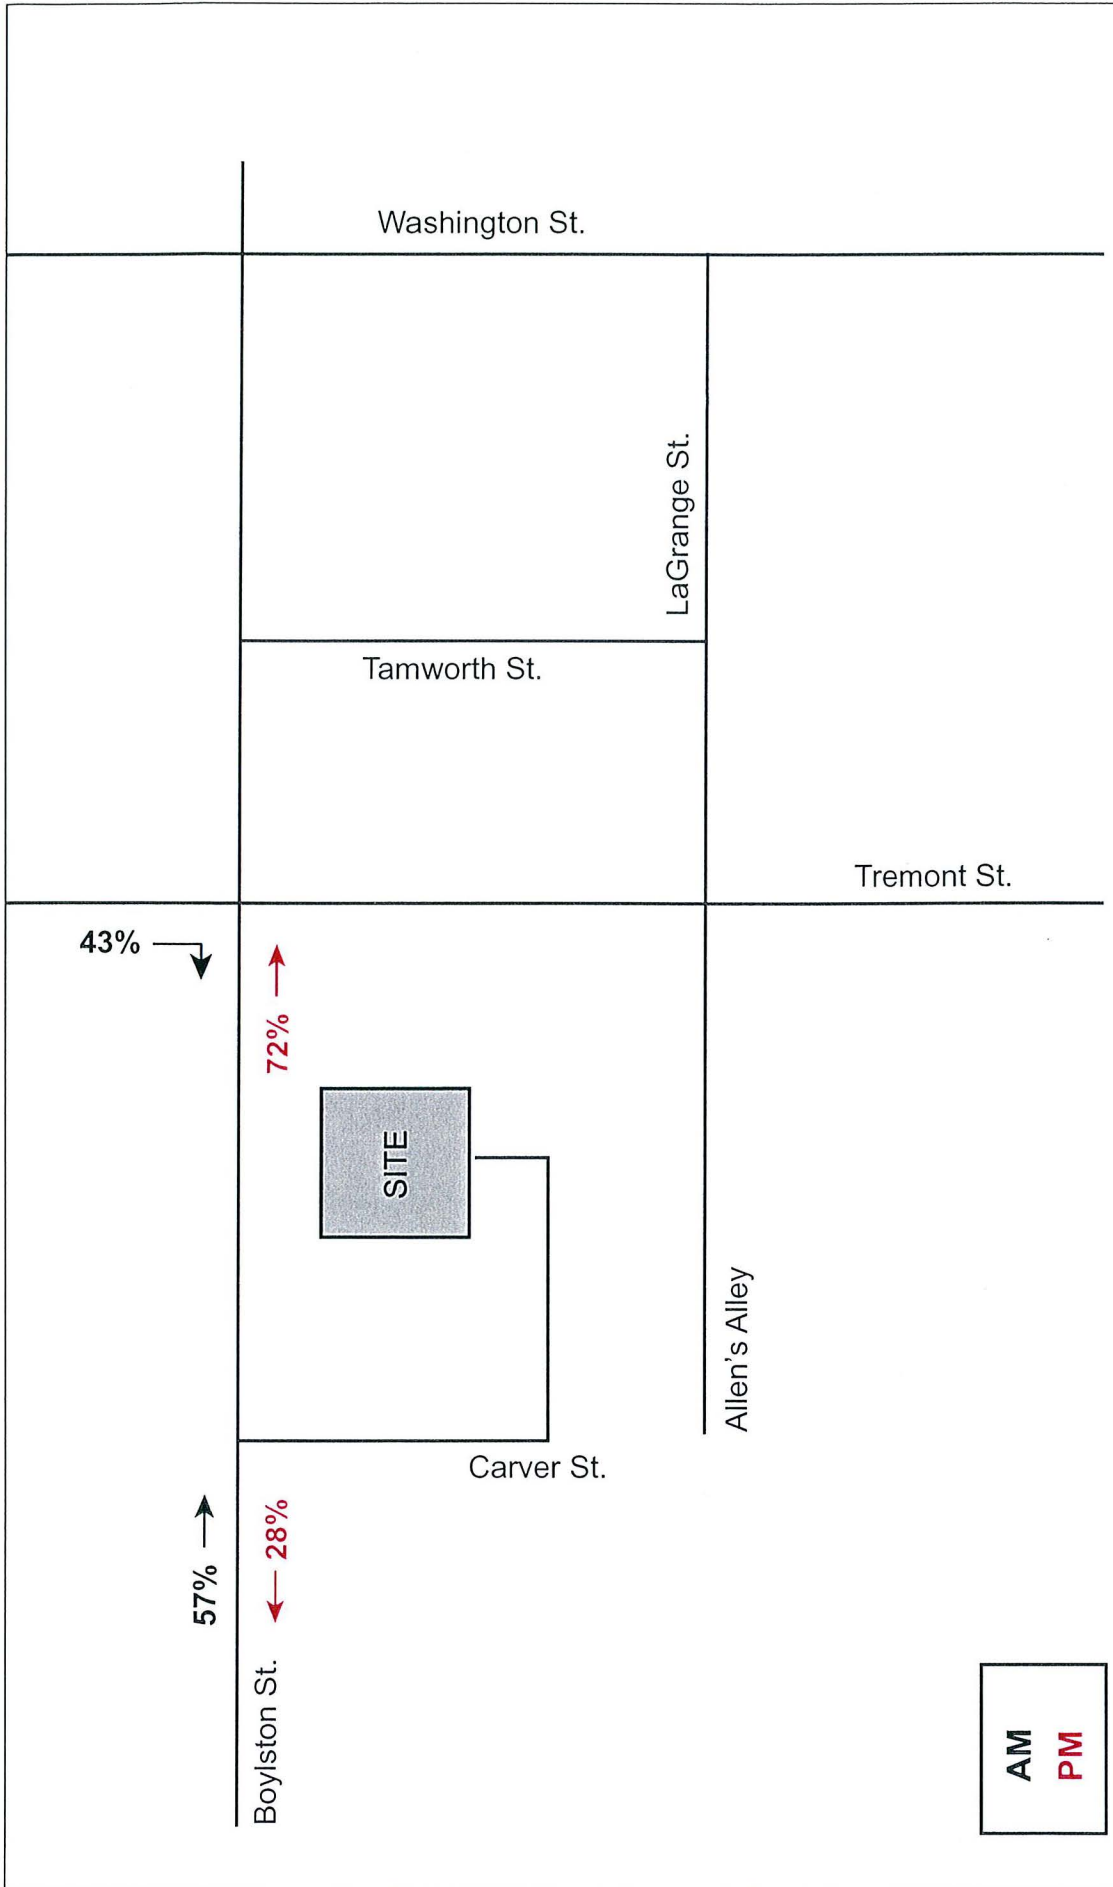 Washington St.
LaGrange St.
Tamworth St.
Tremont St.
43%
72%
SITE
Allen's Alley
Carver St.
57%
28%
Boylston St.
AM
PM